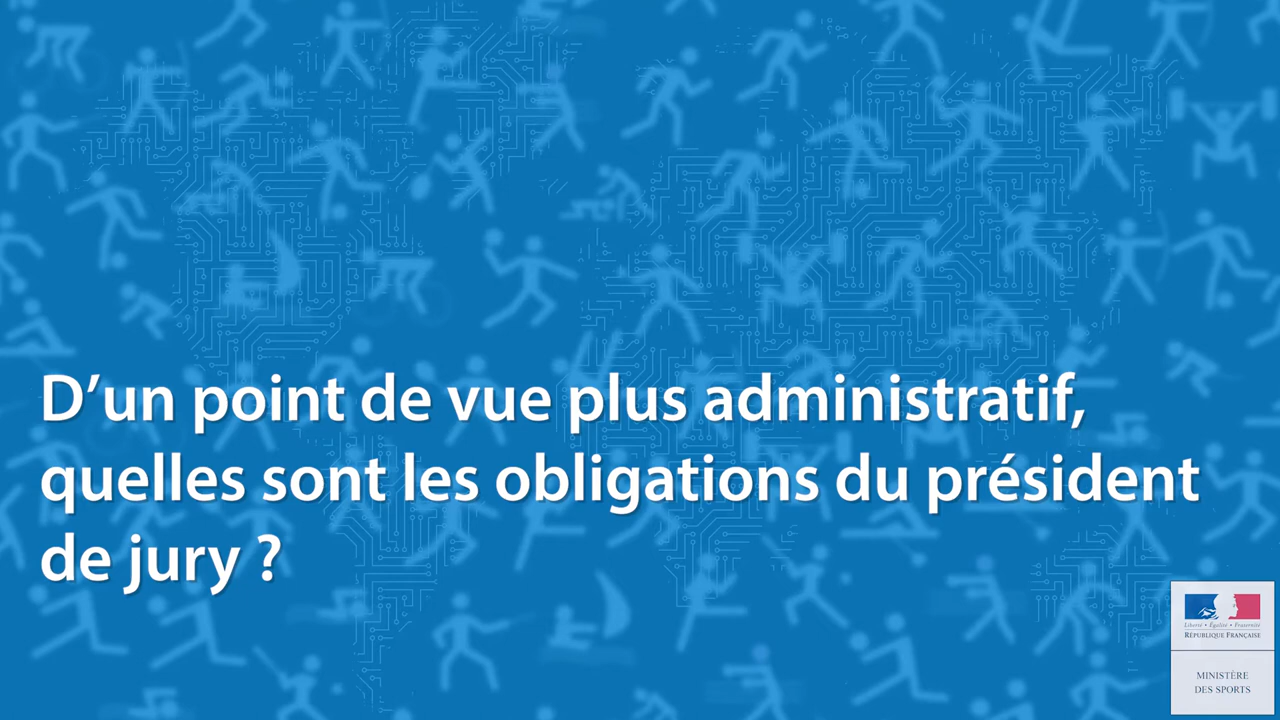 D’un point de vue plus administratif,
quelles sont les obligations du président
de jury ?
Liberté • Égalité • Fraternité
RÉPUBLIQUE FRANÇAISE
MINISTÈRE
DES SPORTS